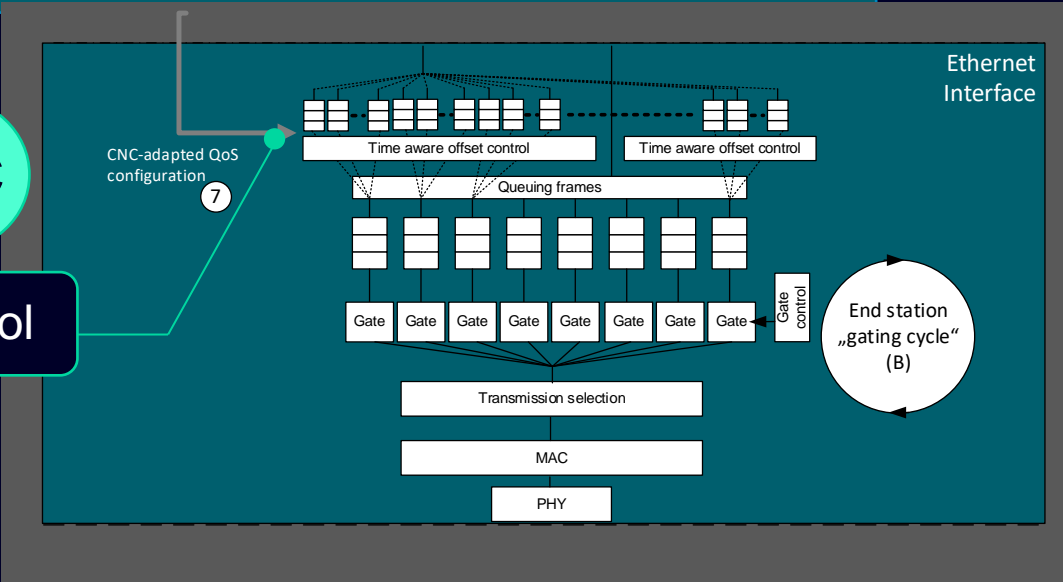 Ethernet
Interface
Time aware offset control
Time aware offset control
CNC-adapted QoS
configuration
7
Queuing frames
Gate
Gate
Gate
Gate
Gate
Gate
Gate
Gate
Gate
control
End station
„gating cycle“
(B)
ol
Transmission selection
MAC
PHY